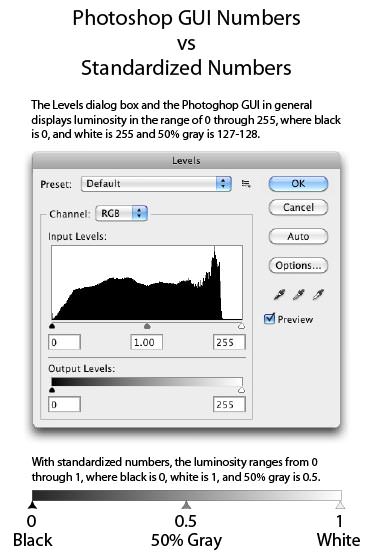 Photoshop GUI Numbers
vs
Standardized Numbers
The Levels dialog box and the Photoghop GUI in general
displays luminosity in the range of 0 through 255, where black
is 0, and white is 255 and 50% gray is 127-128.
Levels
Preset: Default
OK
Cancel
Auto
Options...
Preview
Channel: RGB
Input Levels:
0 1.00 255
Output Levels:
0 255
With standardized numbers, the luminosity ranges from 0
through 1, where black is 0, white is 1, and 50% gray is 0.5.
0 0.5 1
Black 50% Gray White